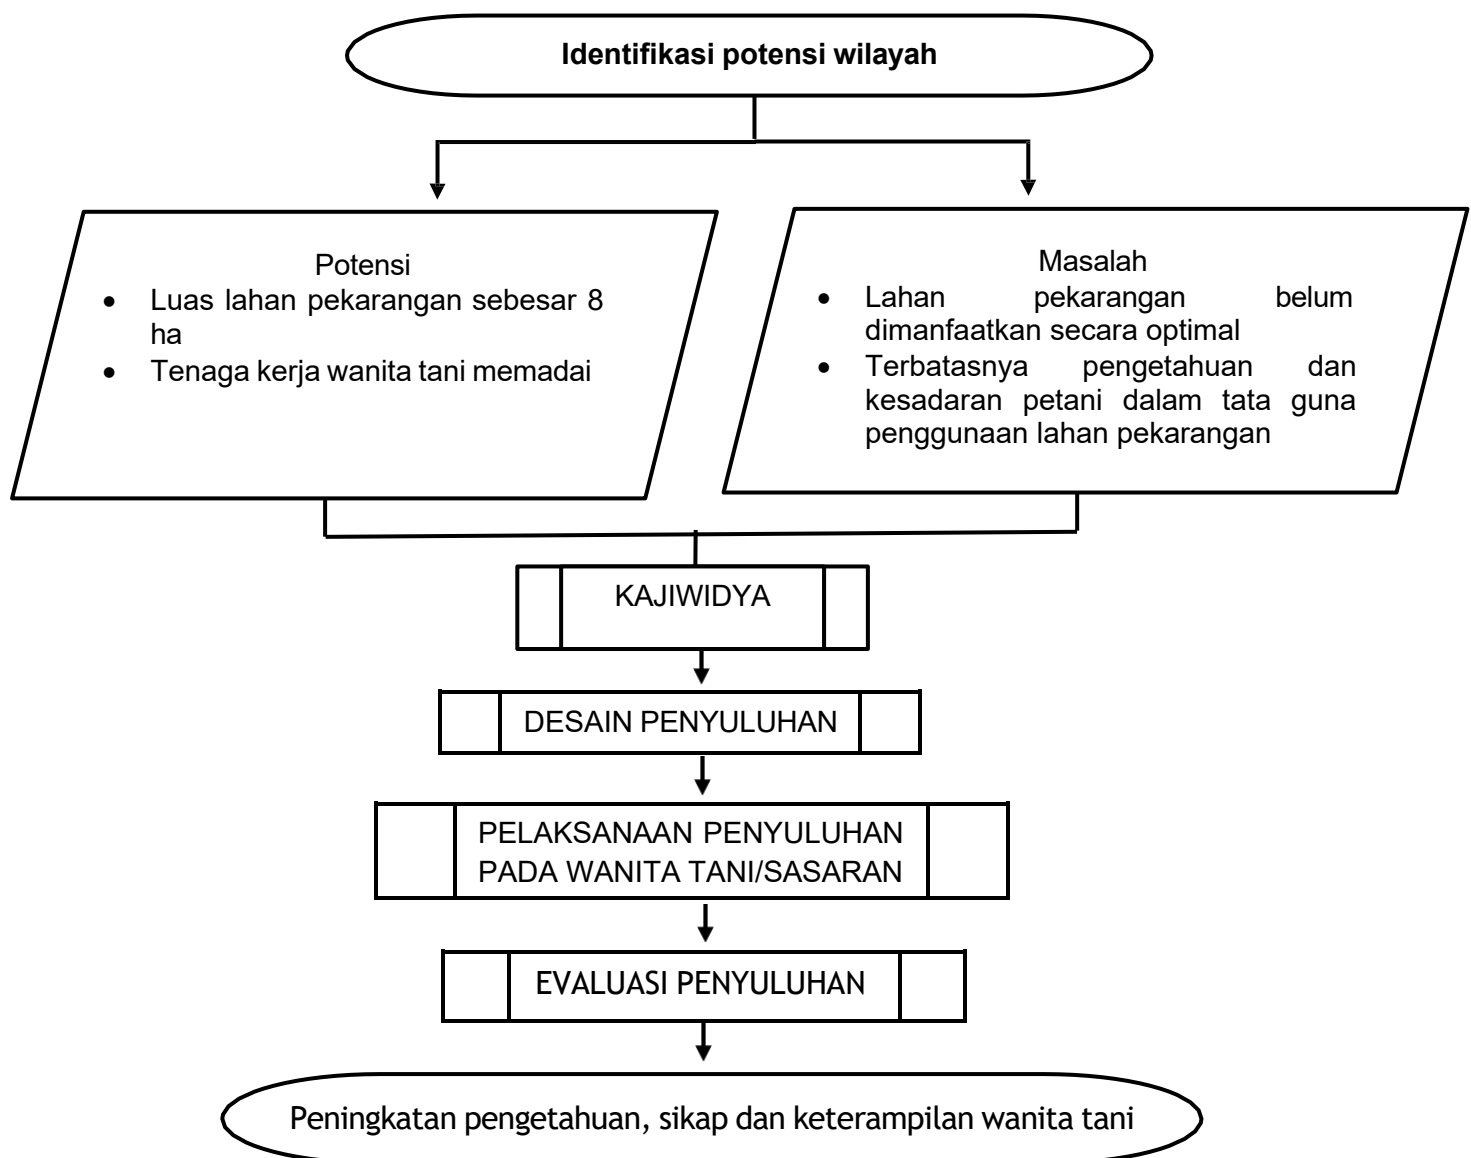 Identifikasi potensi wilayah
Potensi
• Luas lahan pekarangan sebesar 8
ha
• Tenaga kerja wanita tani memadai
Masalah
• Lahan pekarangan belum
dimanfaatkan secara optimal
• Terbatasnya pengetahuan dan
kesadaran petani dalam tata guna
penggunaan lahan pekarangan
KAJIWIDYA
DESAIN PENYULUHAN
PELAKSANAAN PENYULUHAN
PADA WANITA TANI/SASARAN
EVALUASI PENYULUHAN
Peningkatan pengetahuan, sikap dan keterampilan wanita tani